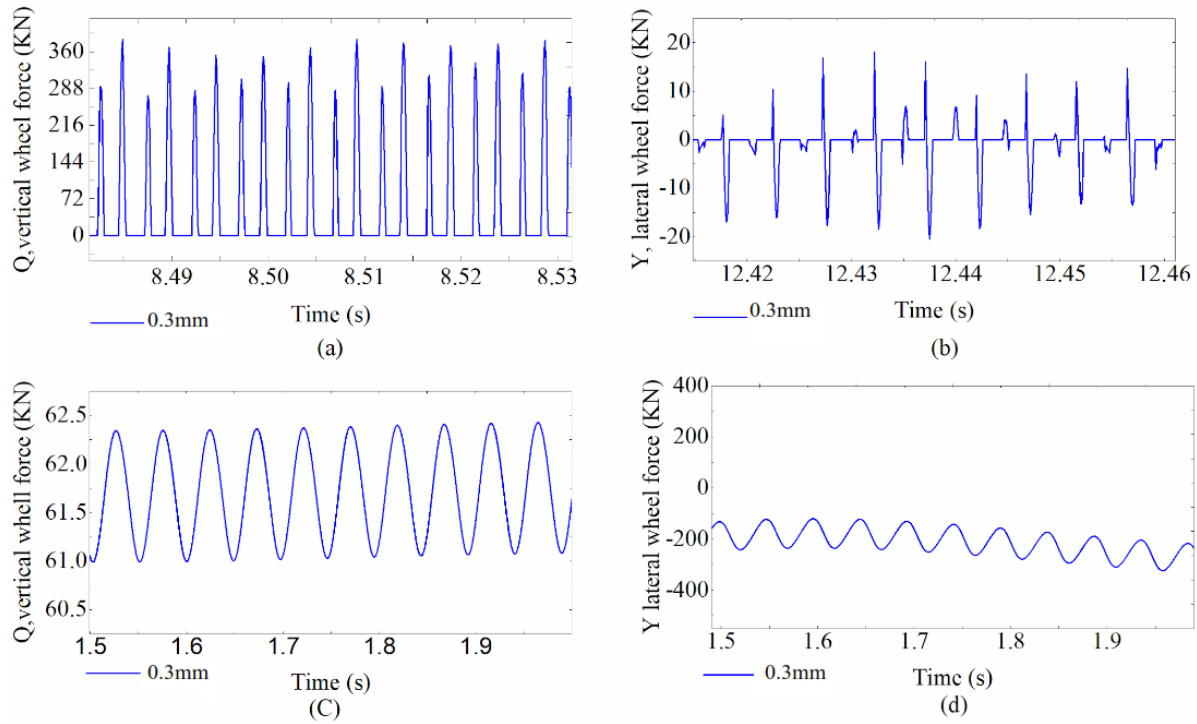 Q,vertical wheel force (KN)
360
288
216
144
72
0
8.49 8.50 8.51 8.52 8.53
Time (s)
0.3mm
(a)
Y, lateral wheel force (KN)
20
10
0
-10
-20
12.42 12.43 12.44 12.45 12.46
Time (s)
0.3mm
(b)
Q,vertical whell force (KN)
62.5
62.0
61.5
61.0
60.5
1.5 1.6 1.7 1.8 1.9
Time (s)
0.3mm
(C)
Y lateral wheel force (KN)
400
200
0
-200
-400
1.5 1.6 1.7 1.8 1.9
Time (s)
0.3mm
(d)